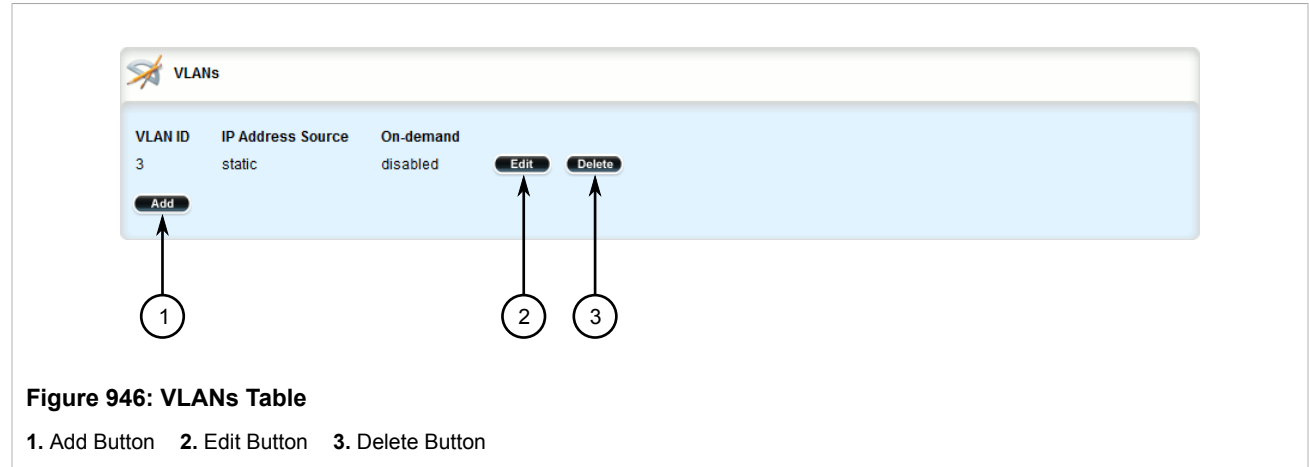 VLANs
VLAN ID IP Address Source On-demand
3 static disabled Edit Delete
Add
1 2 3
Figure 946: VLANs Table
1. Add Button 2. Edit Button 3. Delete Button